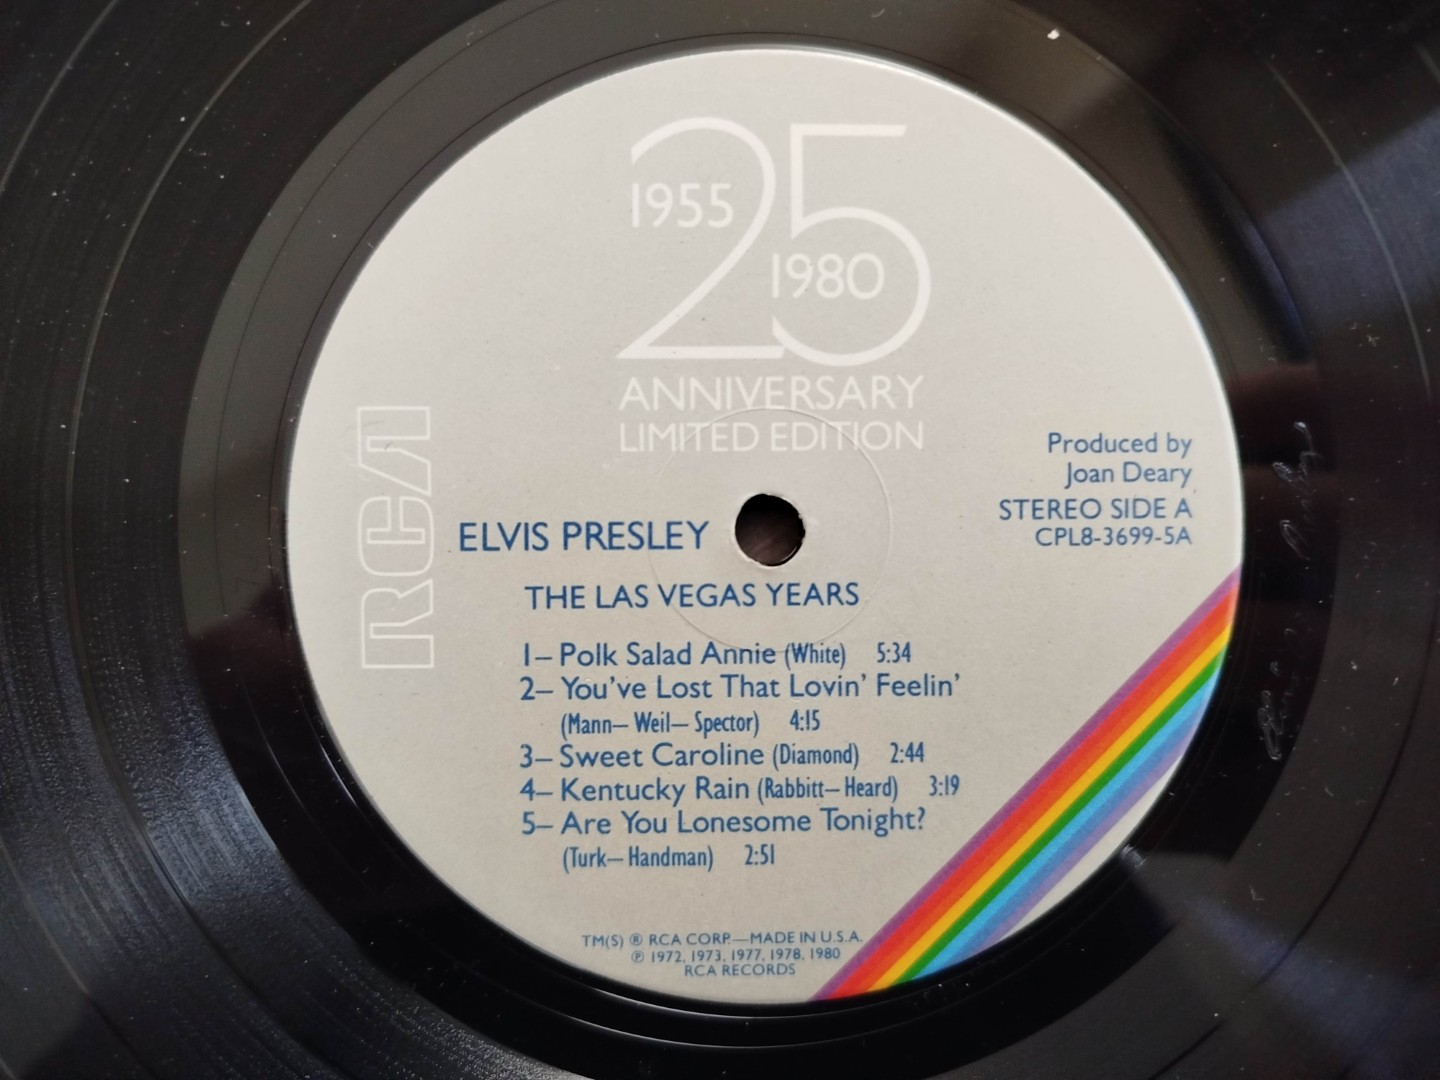 1955
25
1980
ANNIVERSARY
LIMITED EDITION
RCA
Produced by
Joan Deary
STEREO SIDE A
CPL8-3699-5A
ELVIS PRESLEY
THE LAS VEGAS YEARS
1– Polk Salad Annie (White) 5:34
2– You've Lost That Lovin' Feelin'
(Mann– Weil– Spector) 4:15
3– Sweet Caroline (Diamond) 2:44
4– Kentucky Rain (Rabbitt– Heard) 3:19
5– Are You Lonesome Tonight?
(Turk– Handman) 2:51
TM(S) ® RCA CORP.—MADE IN U.S.A.
℗ 1972, 1973, 1977, 1978, 1980
RCA RECORDS